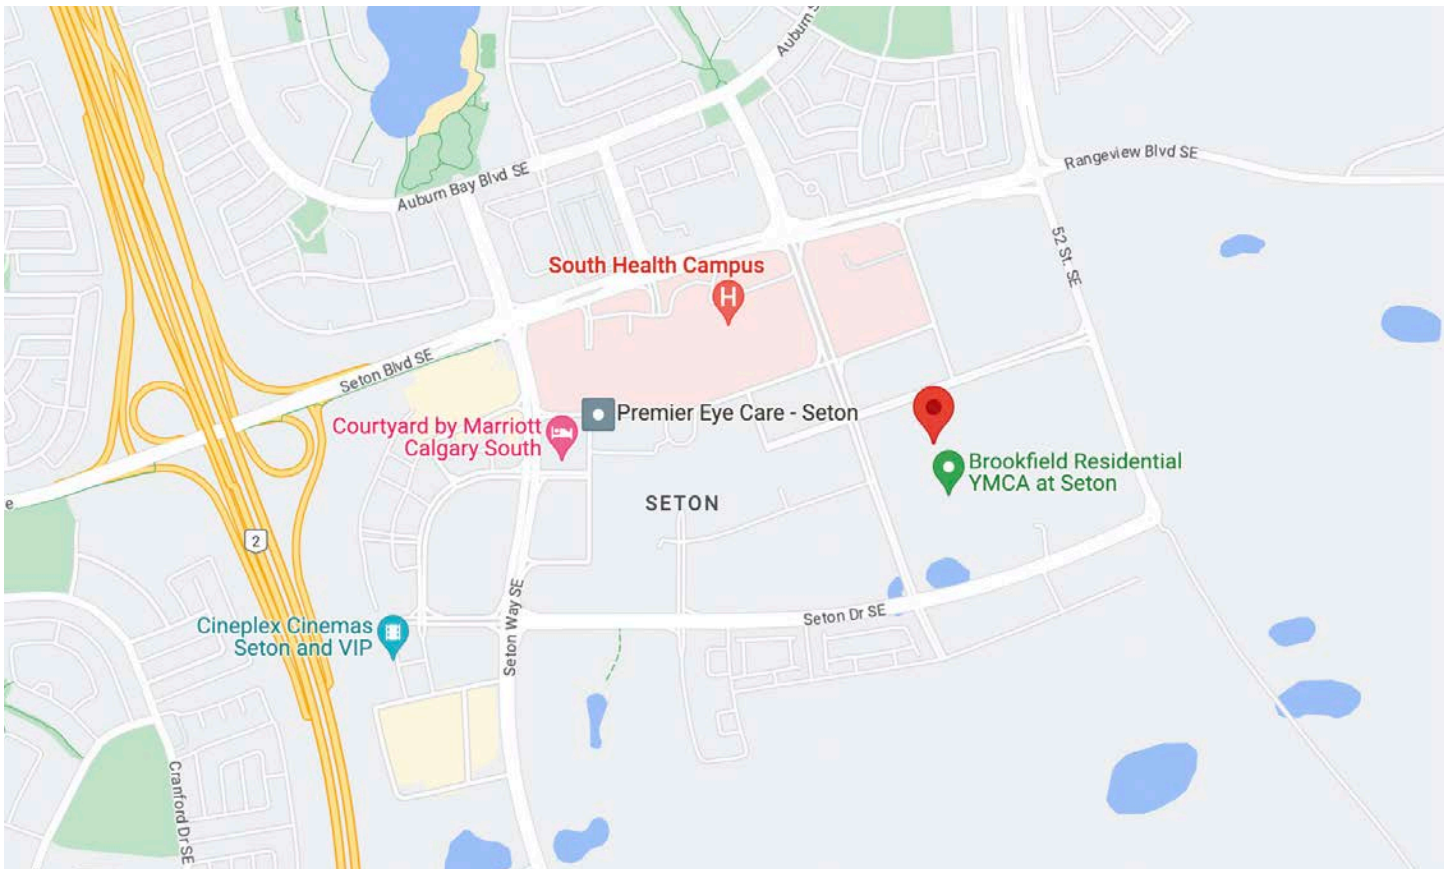 Auburn S
Rangeview Blvd SE
Auburn Bay Blvd SE
52 St. SE
South Health Campus
H
Seton Blvd SE
Premier Eye Care - Seton
Courtyard by Marriott
Calgary South
Brookfield Residential
YMCA at Seton
SETON
e
2
Seton Way SE
Seton Dr SE
Cineplex Cinemas
Seton and VIP
Cranford Dr SE